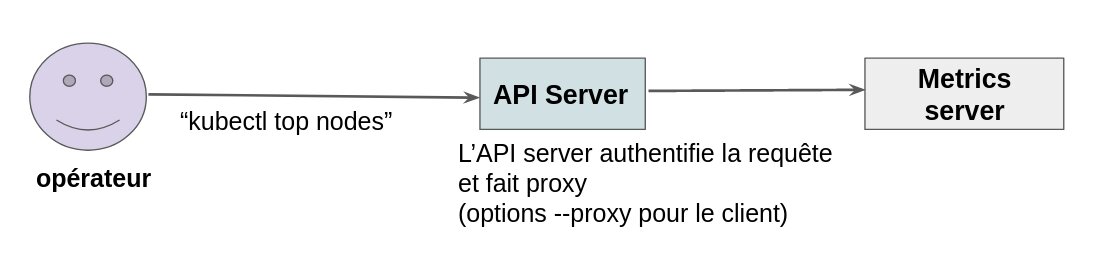 API Server
Metrics
server
“kubectl top nodes”
L’API server authentifie la requête
et fait proxy
(options --proxy pour le client)
opérateur